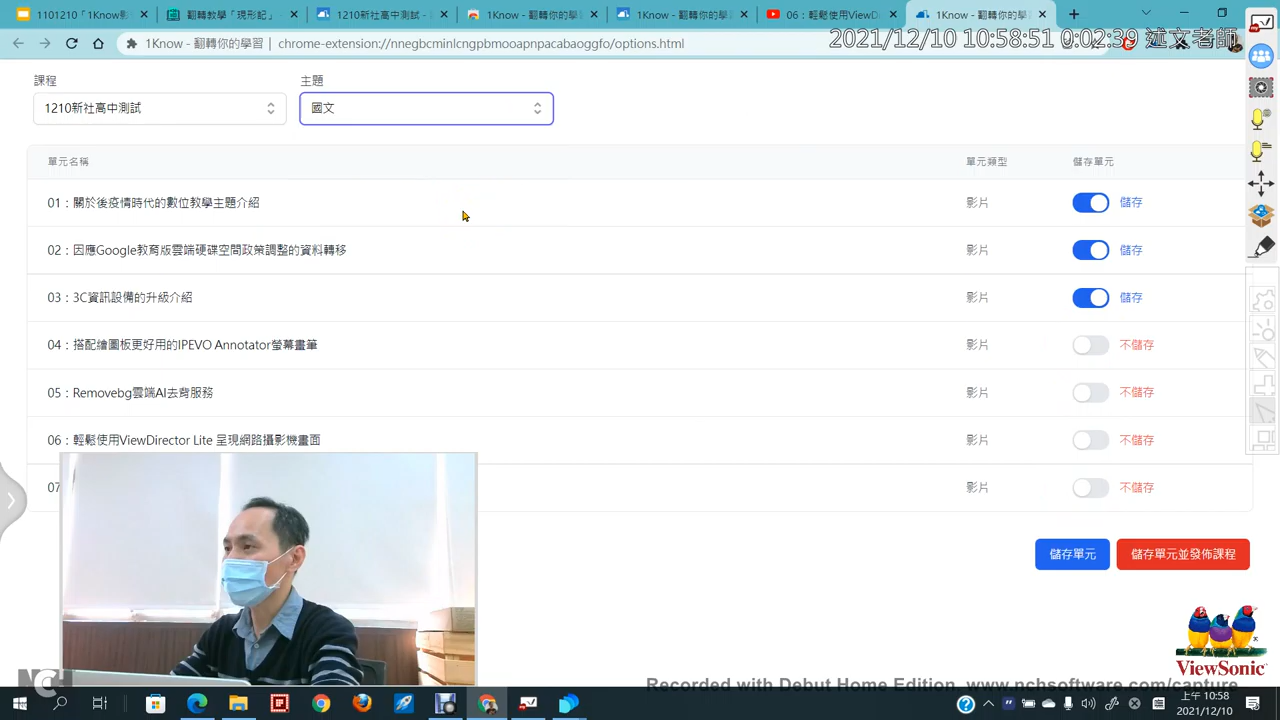 110121「1Know影
翻轉教學「現形記」
1210新社高中測試 -
1Know - 翻轉你的學
1Know - 翻轉你的學
06：輕鬆使用ViewDi
1Know - 翻轉你的學
1Know - 翻轉你的學習 | chrome-extension://nnegbcminlcngpbmooapnpacabaoggfo/options.html
2021/12/10 10:58:51 0:02:39 述文老師
課程
主題
1210新社高中測試
國文
單元名稱 單元類型 儲存單元
01：關於後疫情時代的數位教學主題介紹 影片 儲存
02：因應Google教育版雲端硬碟空間政策調整的資料轉移 影片 儲存
03：3C資訊設備的升級介紹 影片 儲存
04：搭配繪圖板更好用的IPEVO Annotator螢幕畫筆 影片 不儲存
05：Removebg雲端AI去背服務 影片 不儲存
06：輕鬆使用ViewDirector Lite 呈現網路攝影機畫面 影片 不儲存
07 影片 不儲存
儲存單元
儲存單元並發佈課程
ViewSonic
NCH
Recorded with Debut Home Edition www.nchsoftware.com/capture
上午 10:58
2021/12/10